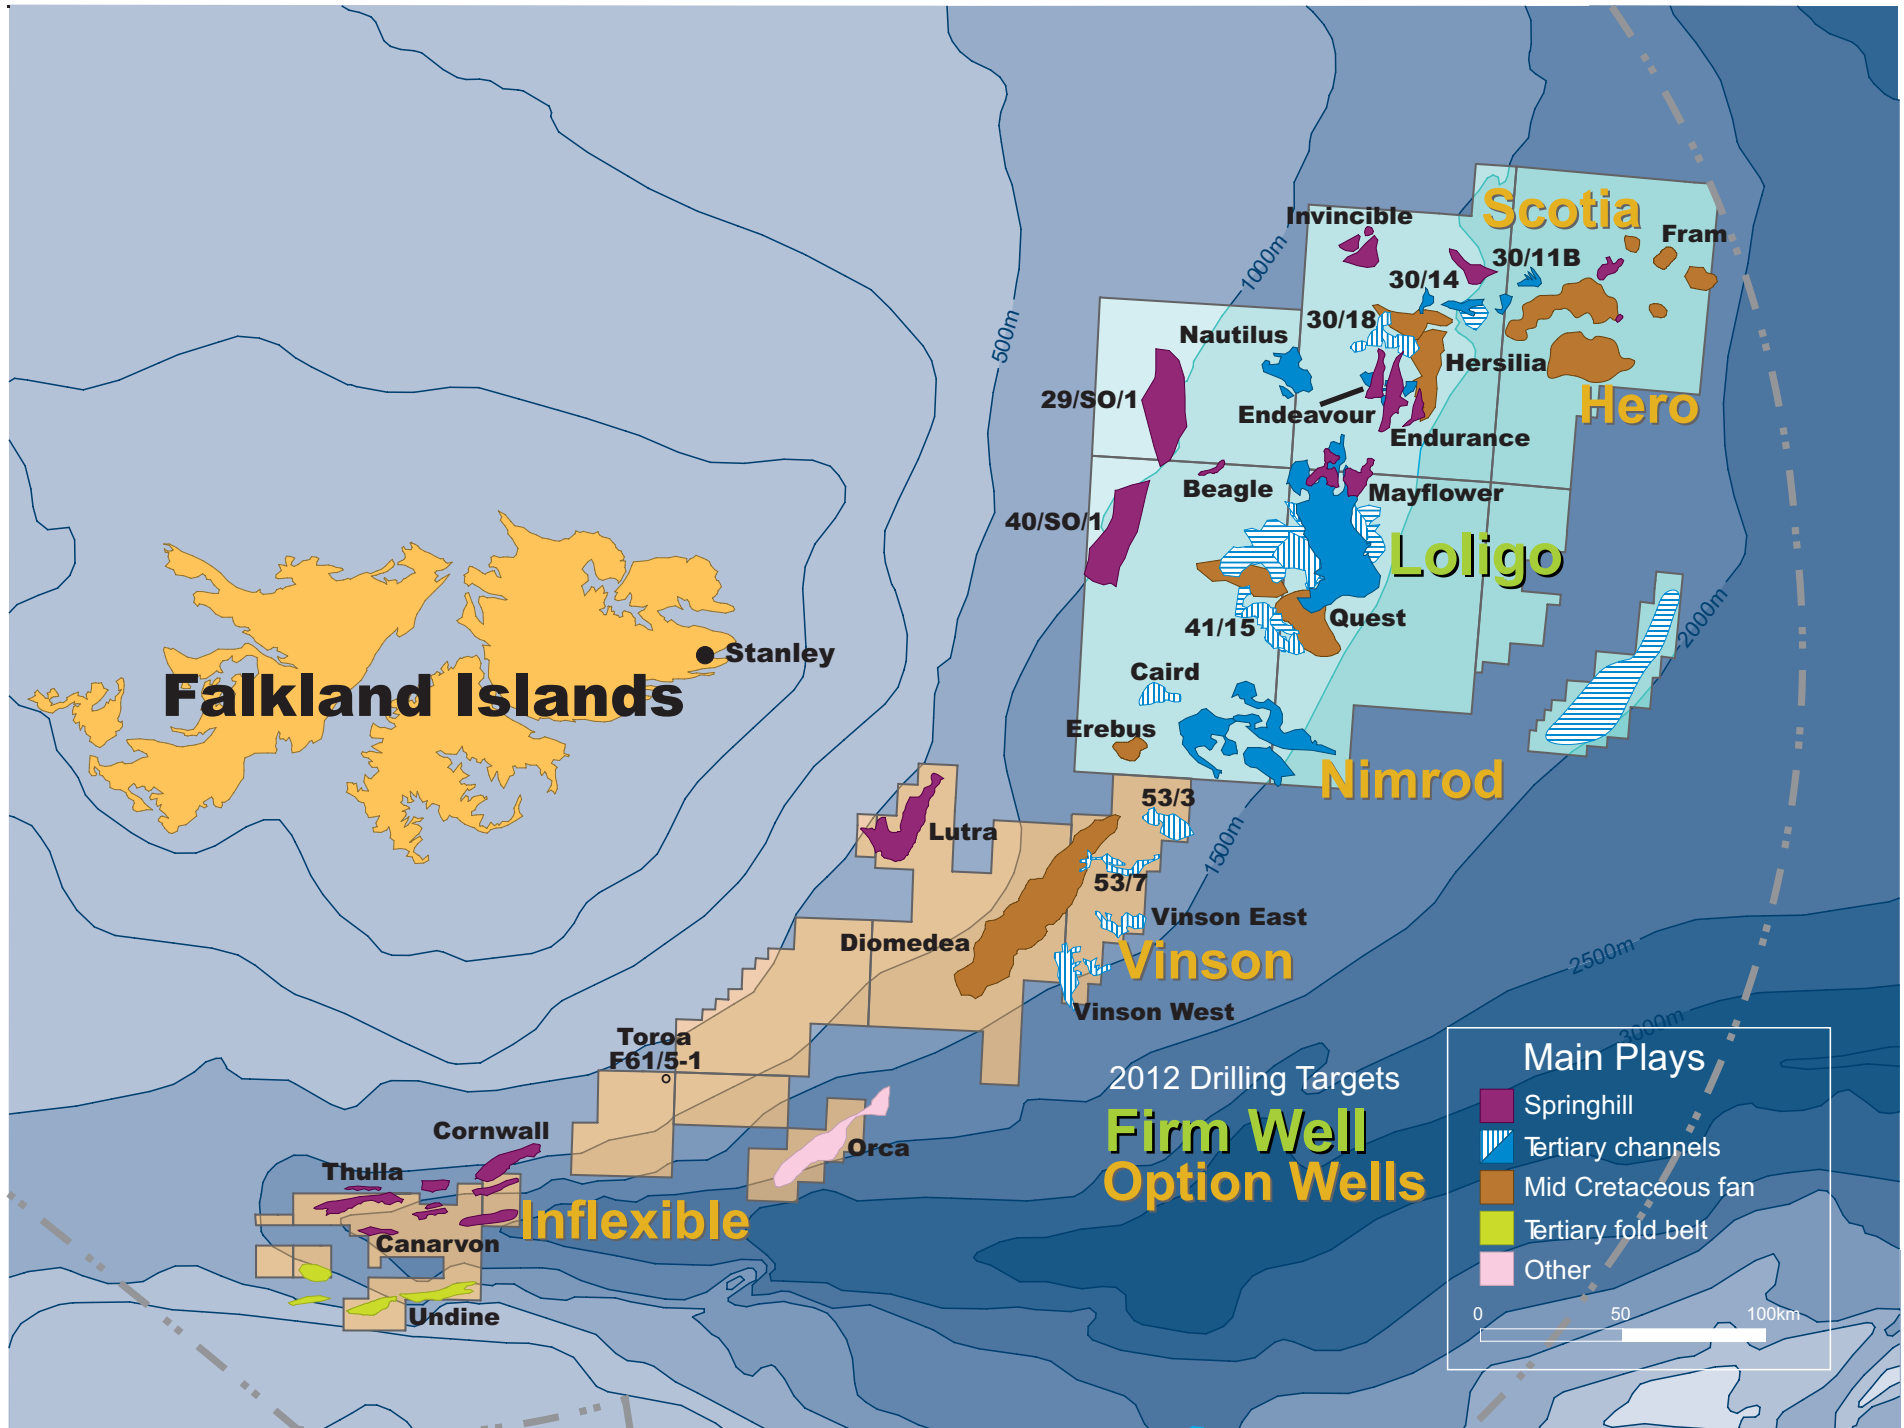 Scotia
Invincible
Fram
30/11B
1000m
30/14
30/18
500m
Nautilus
Hersilia
29/SO/1
Hero
Endeavour
Endurance
Beagle
Mayflower
40/SO/1
Loligo
2000m
Quest
41/15
Stanley
Falkland Islands
Caird
Erebus
Nimrod
53/3
Lutra
1500m
53/7
Vinson East
Diomedea
Vinson
2500m
Vinson West
3000m
Toroa
F61/5-1
2012 Drilling Targets
Firm Well
Option Wells
Cornwall
Orca
Thulla
Inflexible
Canarvon
Undine
Main Plays
Springhill
Tertiary channels
Mid Cretaceous fan
Tertiary fold belt
Other
0 50 100km